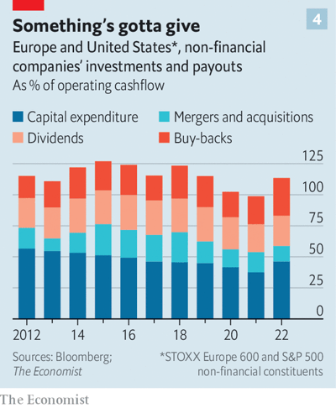 Something's gotta give
4
Europe and United States*, non-financial
companies' investments and payouts
As % of operating cashflow
Capital expenditure
Mergers and acquisitions
Dividends
Buy-backs
125
100
75
50
25
0
2012 14 16 18 20 22
Sources: Bloomberg;
The Economist
*STOXX Europe 600 and S&P 500
non-financial constituents
The Economist